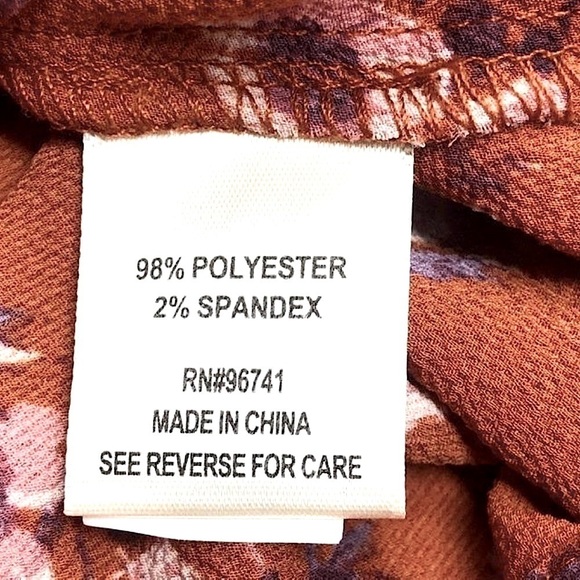 98% POLYESTER
2% SPANDEX
RN#96741
MADE IN CHINA
SEE REVERSE FOR CARE